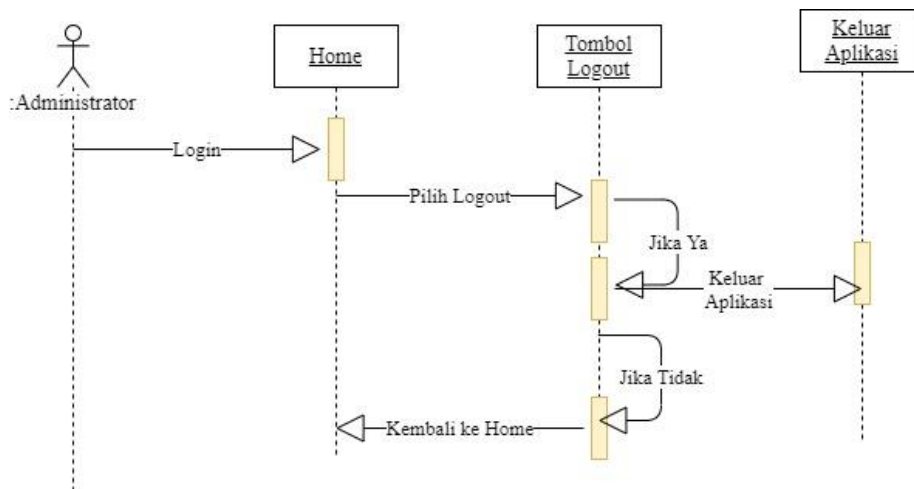 Home
Tombol
Logout
Keluar
Aplikasi
:Administrator
Login
Pilih Logout
Jika Ya
Keluar
Aplikasi
Jika Tidak
Kembali ke Home